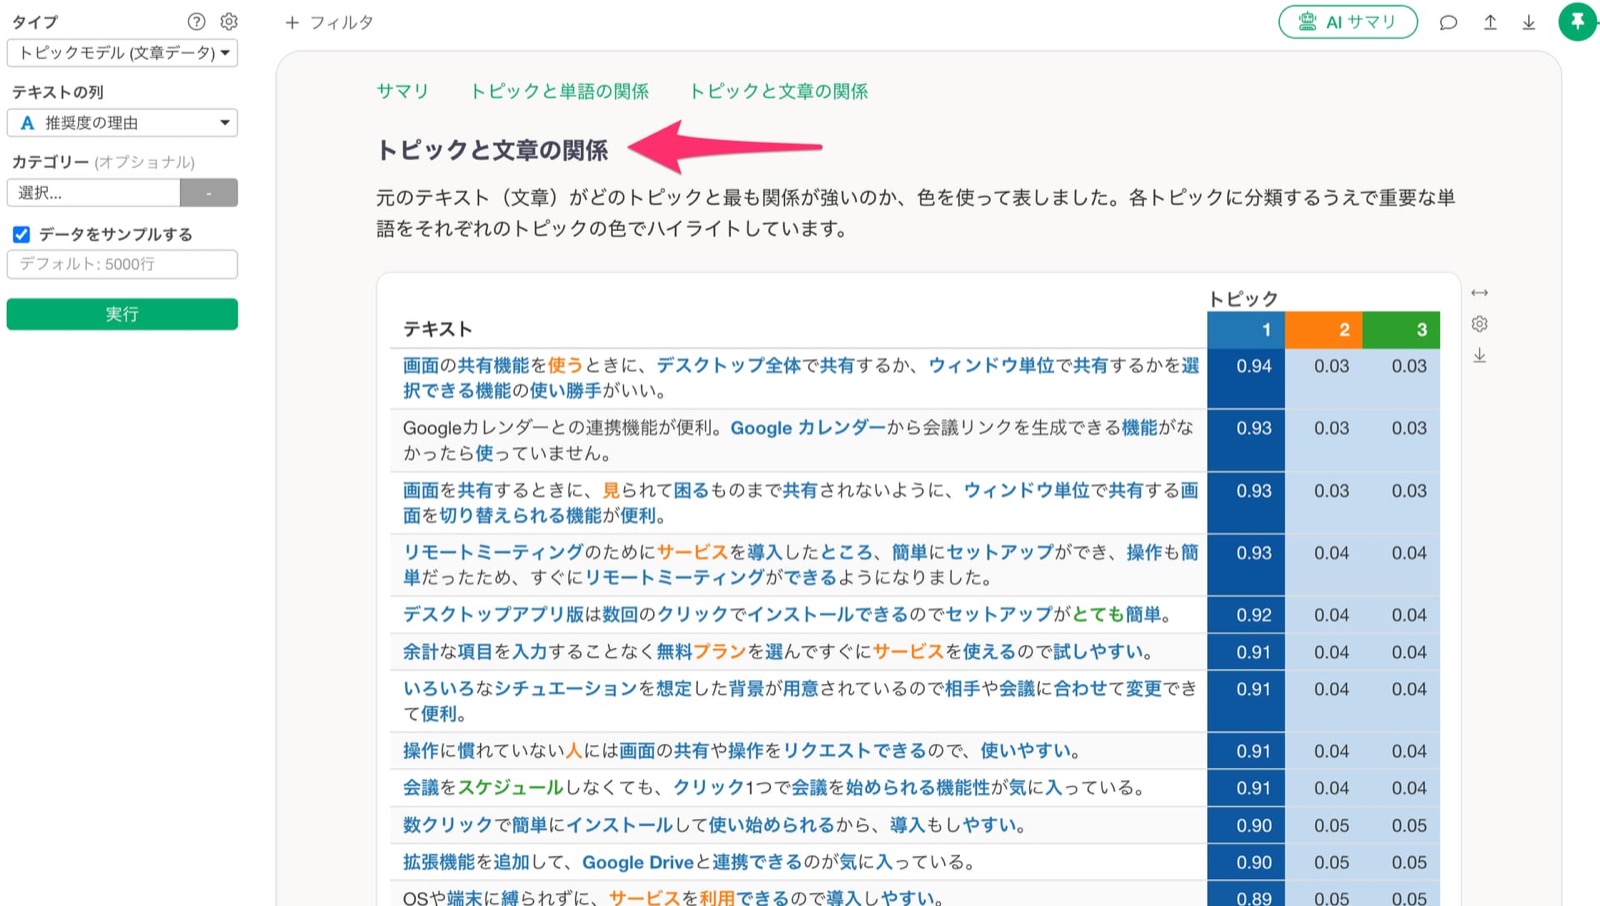 タイプ
トピックモデル (文章データ)
テキストの列
A 推奨度の理由
カテゴリー (オプショナル)
選択...
-
データをサンプルする
デフォルト: 5000行
実行
+ フィルタ
AI サマリ
サマリ トピックと単語の関係 トピックと文章の関係
トピックと文章の関係
元のテキスト（文章）がどのトピックと最も関係が強いのか、色を使って表しました。各トピックに分類するうえで重要な単
語をそれぞれのトピックの色でハイライトしています。
トピック
テキスト 1 2 3
画面の共有機能を使うときに、デスクトップ全体で共有するか、ウィンドウ単位で共有するかを選 0.94 0.03 0.03
択できる機能の使い勝手がいい。
Googleカレンダーとの連携機能が便利。Google カレンダーから会議リンクを生成できる機能がな 0.93 0.03 0.03
かったら使っていません。
画面を共有するときに、見られて困るものまで共有されないように、ウィンドウ単位で共有する画 0.93 0.03 0.03
面を切り替えられる機能が便利。
リモートミーティングのためにサービスを導入したところ、簡単にセットアップができ、操作も簡 0.93 0.04 0.04
単だったため、すぐにリモートミーティングができるようになりました。
デスクトップアプリ版は数回のクリックでインストールできるのでセットアップがとても簡単。 0.92 0.04 0.04
余計な項目を入力することなく無料プランを選んですぐにサービスを使えるので試しやすい。 0.91 0.04 0.04
いろいろなシチュエーションを想定した背景が用意されているので相手や会議に合わせて変更でき 0.91 0.04 0.04
て便利。
操作に慣れていない人には画面の共有や操作をリクエストできるので、使いやすい。 0.91 0.04 0.04
会議をスケジュールしなくても、クリック1つで会議を始められる機能性が気に入っている。 0.91 0.04 0.04
数クリックで簡単にインストールして使い始められるから、導入もしやすい。 0.90 0.05 0.05
拡張機能を追加して、Google Driveと連携できるのが気に入っている。 0.90 0.05 0.05
OSや端末に縛られずに、サービスを利用できるので導入しやすい。 0.89 0.05 0.05